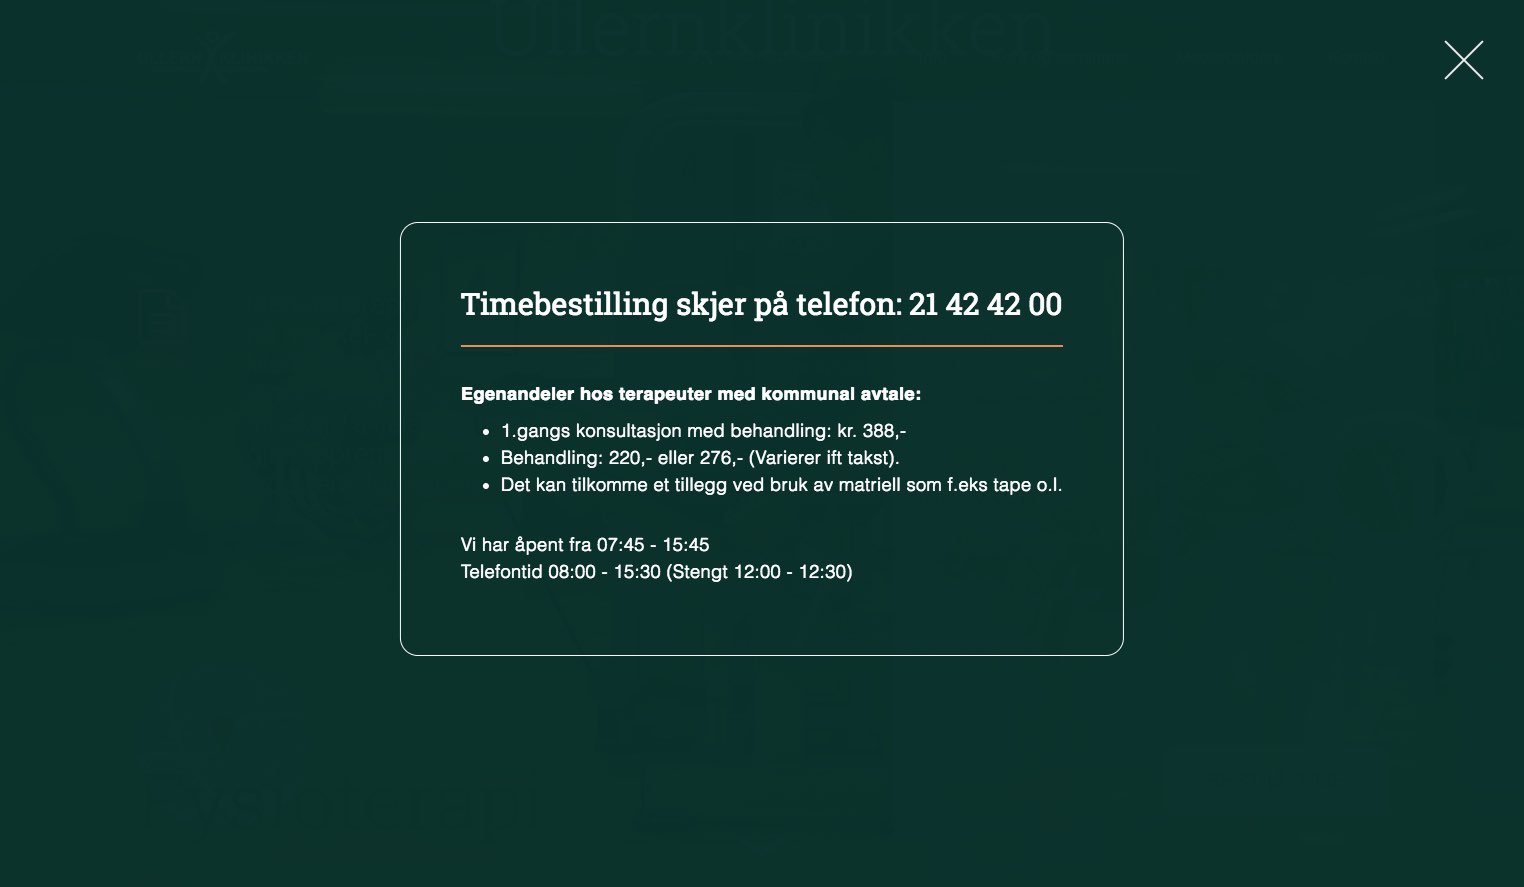 Ullernklinikken
ULLERNKLINIKKEN
Timebestilling skjer på telefon: 21 42 42 00
Egenandeler hos terapeuter med kommunal avtale:
1.gangs konsultasjon med behandling: kr. 388,-
Behandling: 220,- eller 276,- (Varierer ift takst).
Det kan tilkomme et tillegg ved bruk av matriell som f.eks tape o.l.
Vi har åpent fra 07:45 - 15:45
Telefontid 08:00 - 15:30 (Stengt 12:00 - 12:30)
Fysioterapi